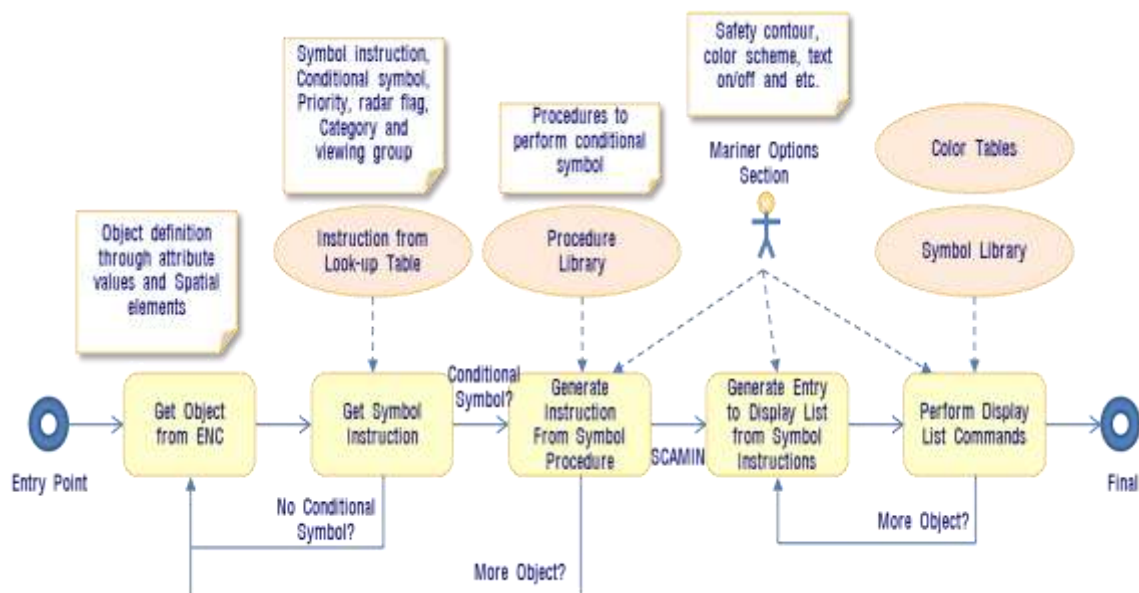 Symbol instruction,
Conditional symbol,
Priority, radar flag,
Category and
viewing group
Procedures to
perform conditional
symbol
Safety contour,
color scheme, text
on/off and etc.
Mariner Options
Section
Color Tables
Object definition
through attribute
values and Spatial
elements
Instruction from
Look-up Table
Procedure
Library
Symbol Library
Entry Point
Get Object
from ENC
Get Symbol
Instruction
Conditional
Symbol?
Generate
Instruction
From Symbol
Procedure
SCAMIN
Generate Entry
to Display List
from Symbol
Instructions
Perform Display
List Commands
Final
No Conditional
Symbol?
More Object?
More Object?